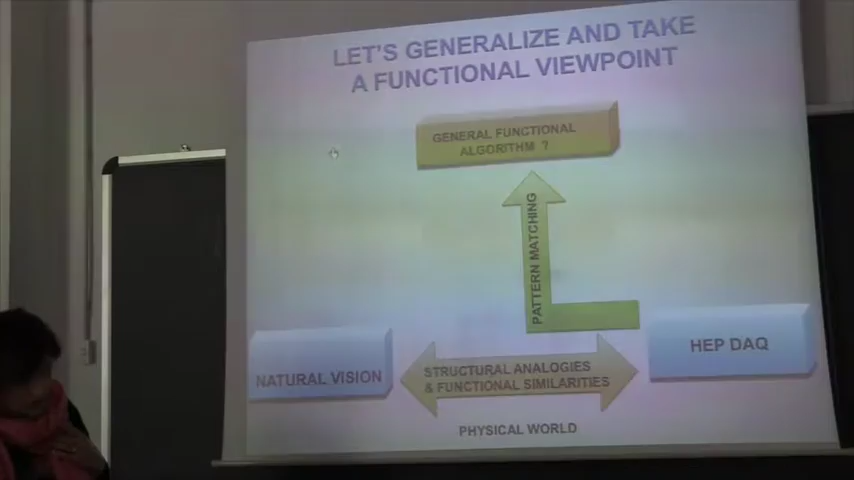 LET'S GENERALIZE AND TAKE
A FUNCTIONAL VIEWPOINT
GENERAL FUNCTIONAL
ALGORITHM ?
PATTERN MATCHING
NATURAL VISION
STRUCTURAL ANALOGIES
& FUNCTIONAL SIMILARITIES
HEP DAQ
PHYSICAL WORLD